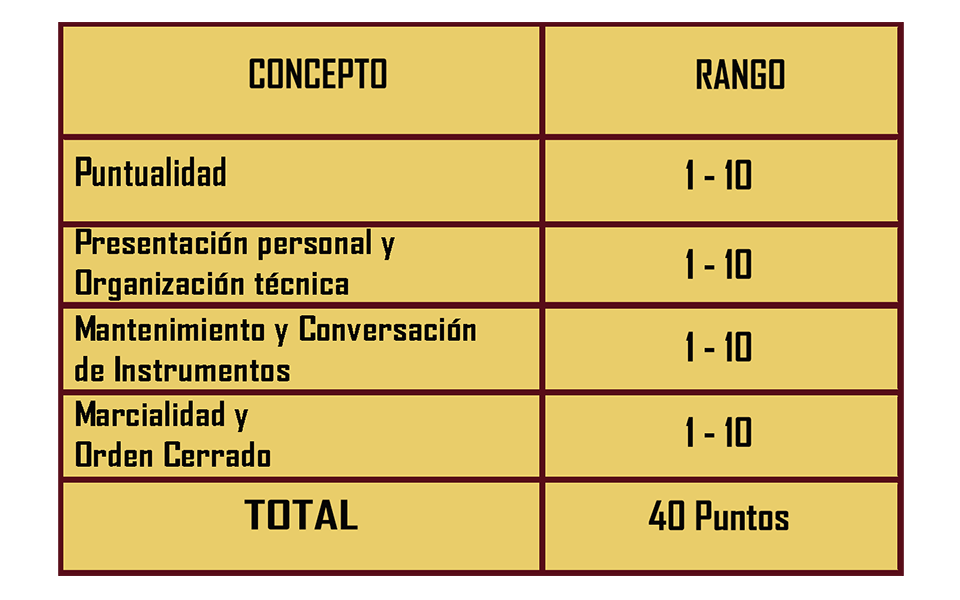 CONCEPTO
RANGO
Puntualidad
1 - 10
Presentación personal y
Organización técnica
1 - 10
Mantenimiento y Conversación
de Instrumentos
1 - 10
Marcialidad y
Orden Cerrado
1 - 10
TOTAL
40 Puntos